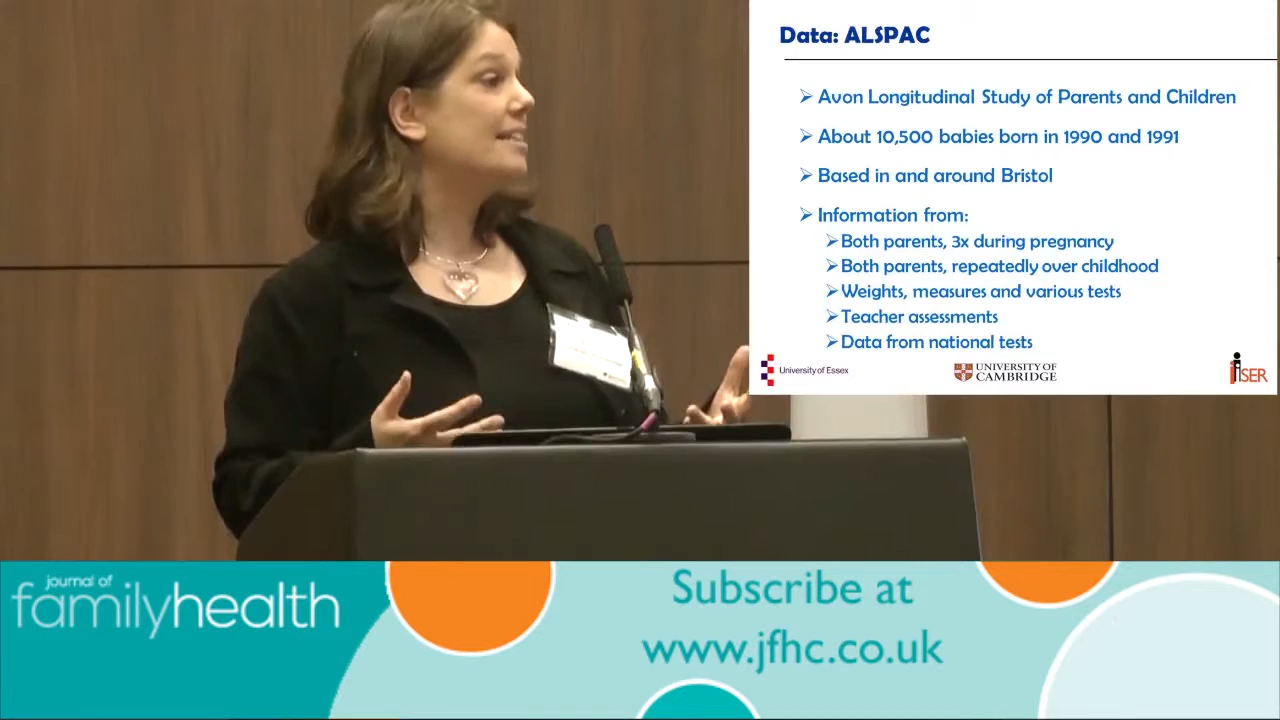 Data: ALSPAC
Avon Longitudinal Study of Parents and Children
About 10,500 babies born in 1990 and 1991
Based in and around Bristol
Information from:
Both parents, 3x during pregnancy
Both parents, repeatedly over childhood
Weights, measures and various tests
Teacher assessments
Data from national tests
University of Essex
UNIVERSITY OF
CAMBRIDGE
ISER
journal of
familyhealth
Subscribe at
www.jfhc.co.uk